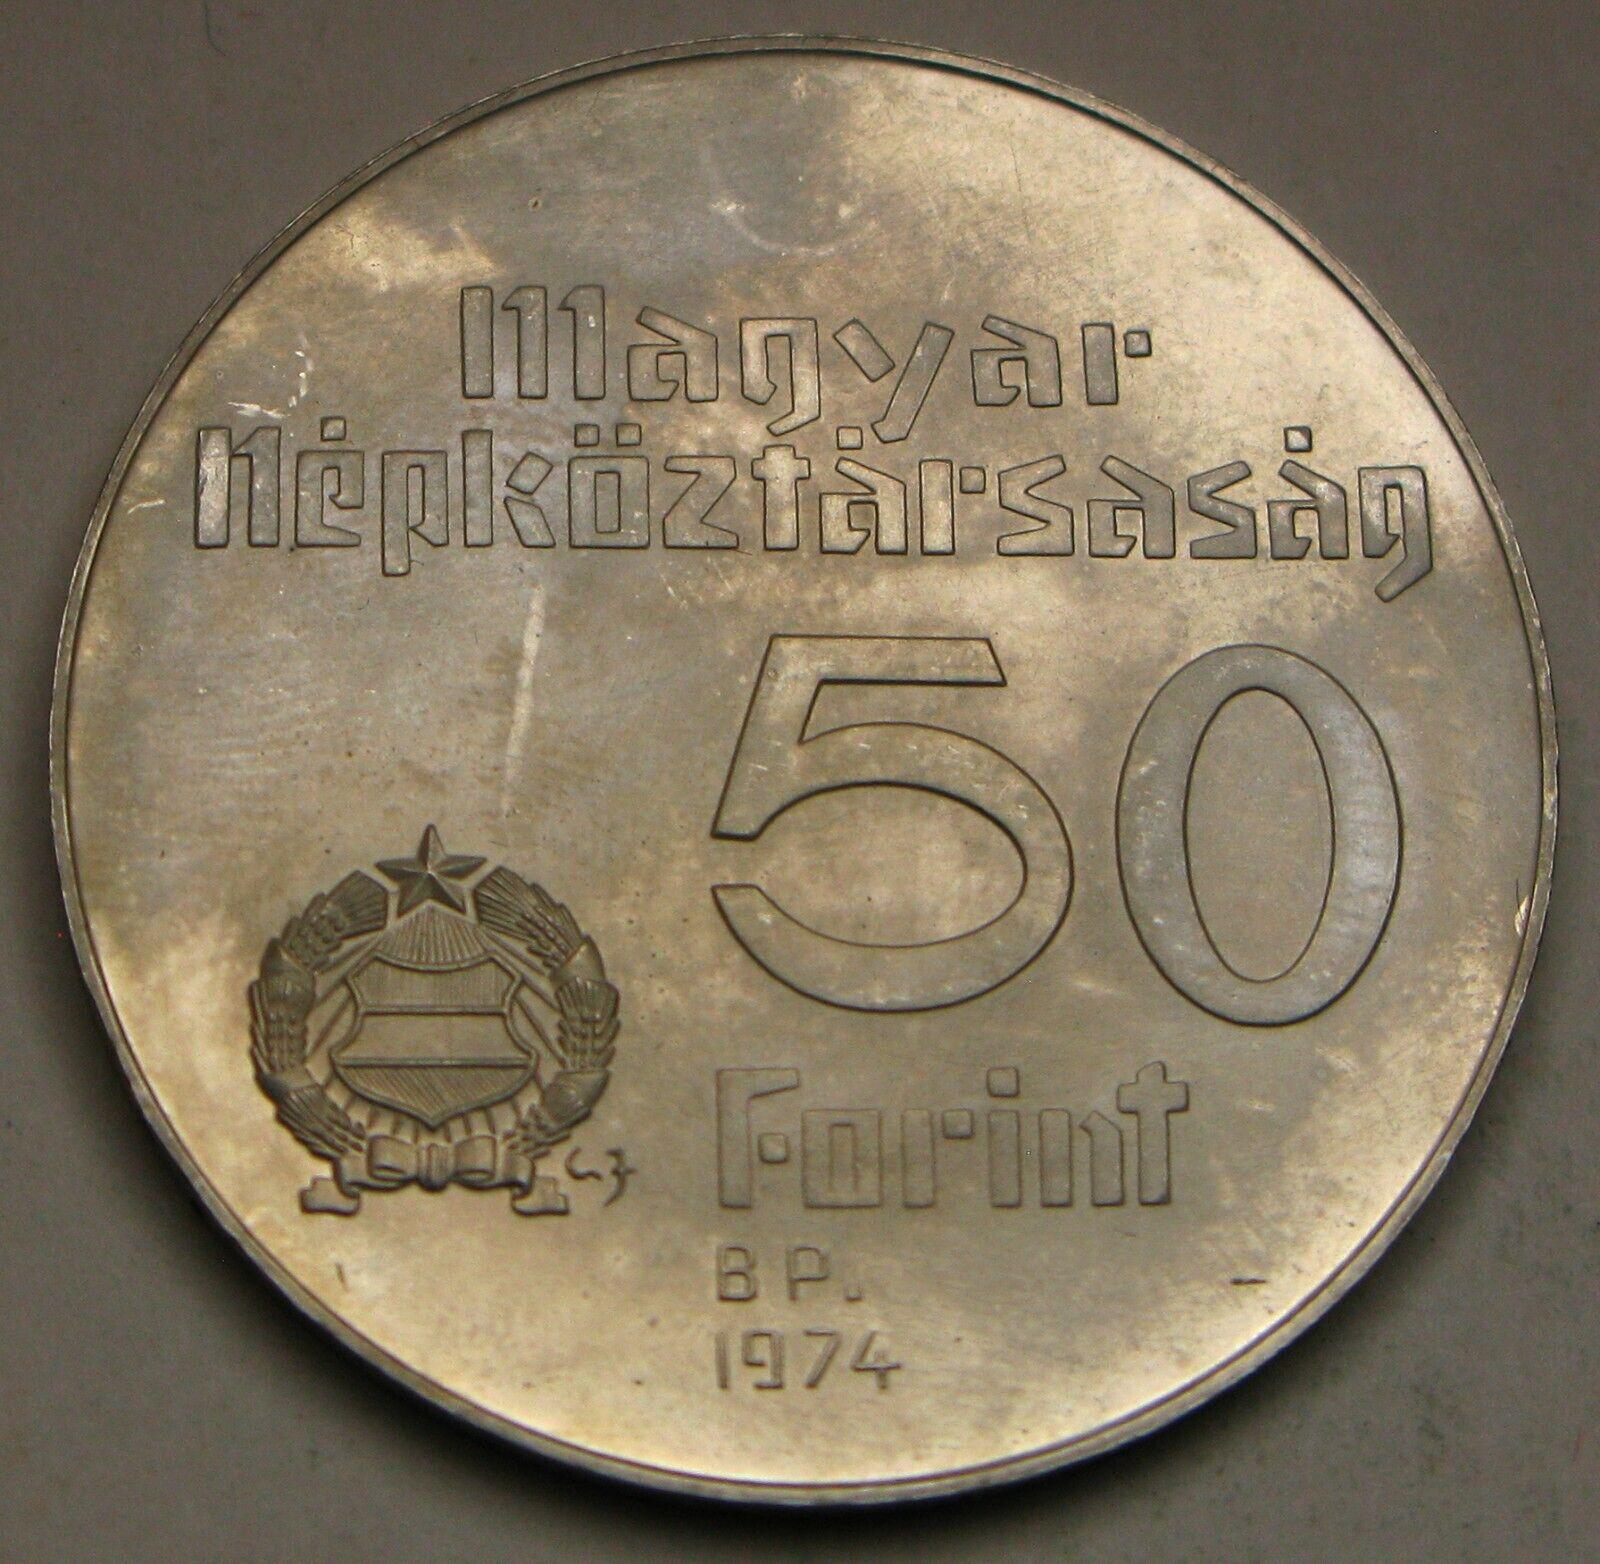 Magyar
Népköztársaság
50
Forint
BP.
1974